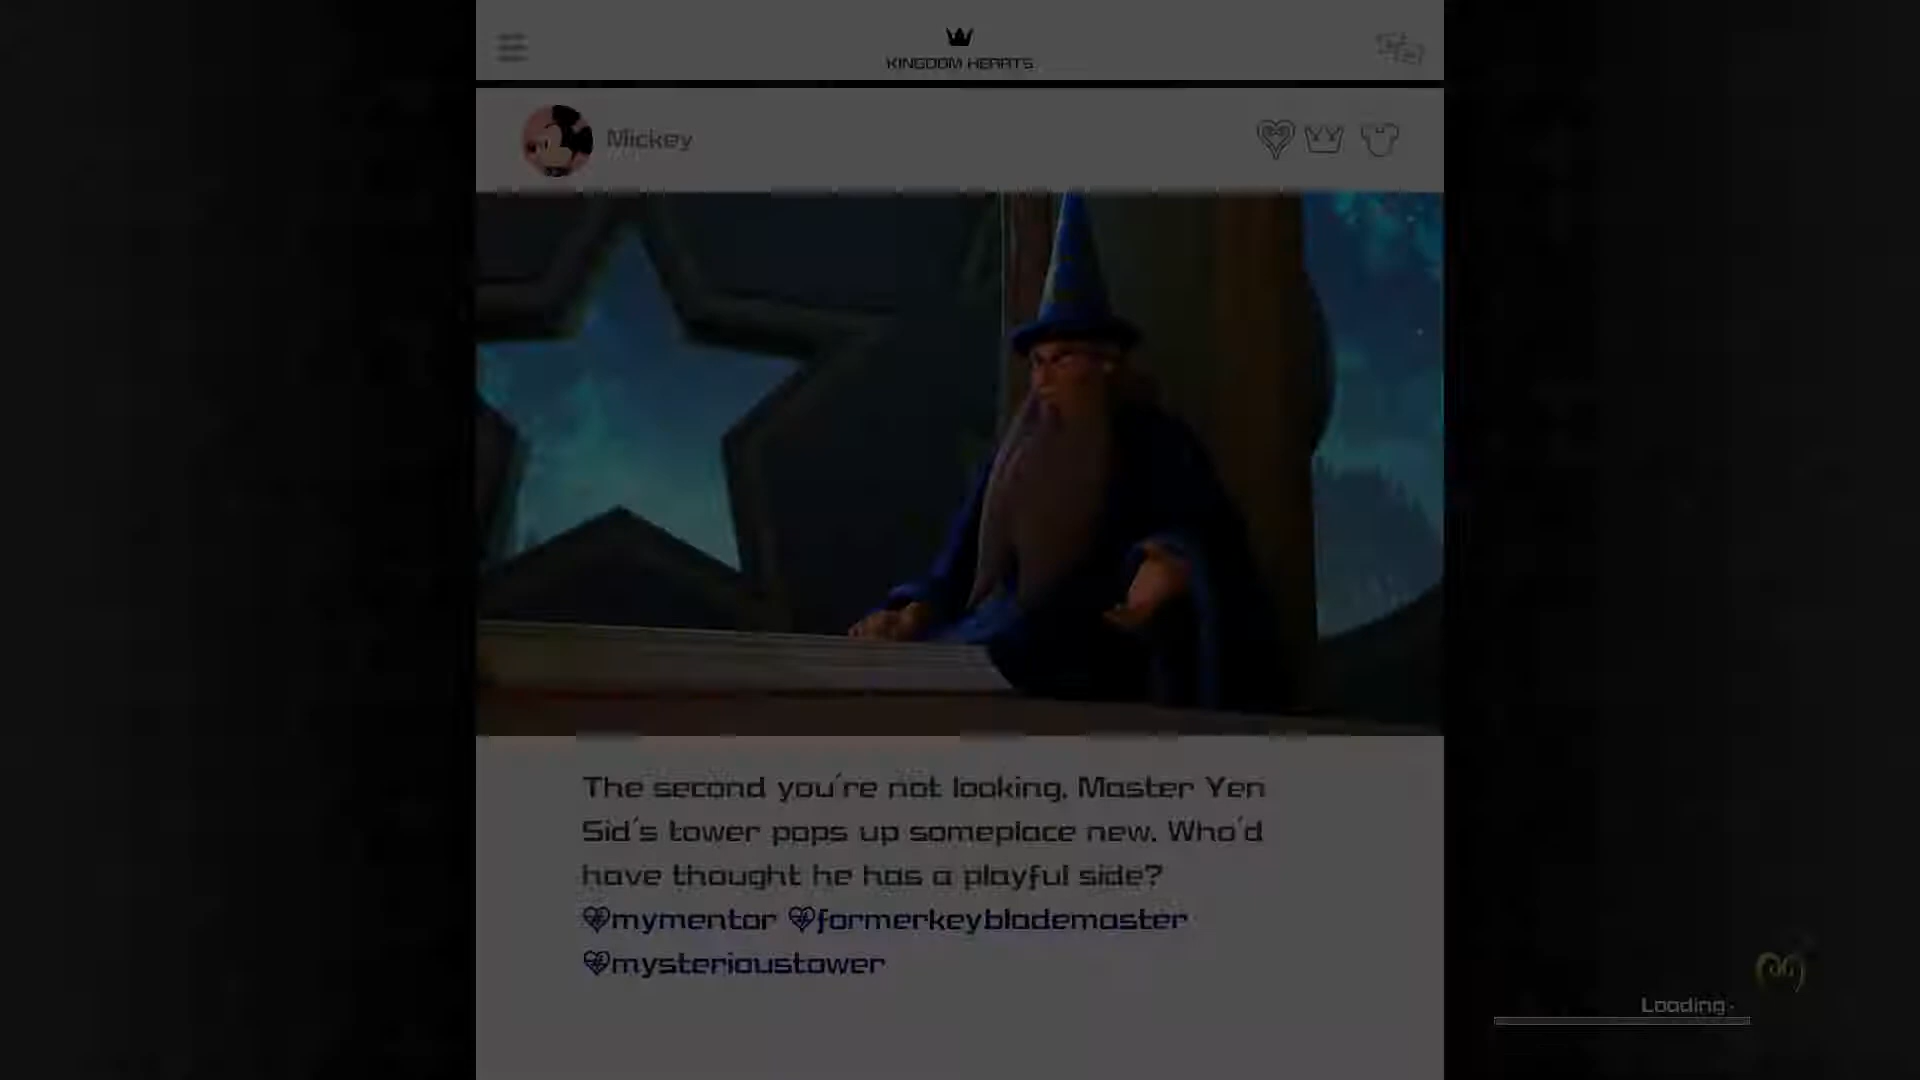 KINGDOM HEARTS
Mickey
The second you're not looking, Master Yen
Sid's tower pops up someplace new. Who'd
have thought he has a playful side?
mymentor formerkeyblademaster
mysterioustower
Loading